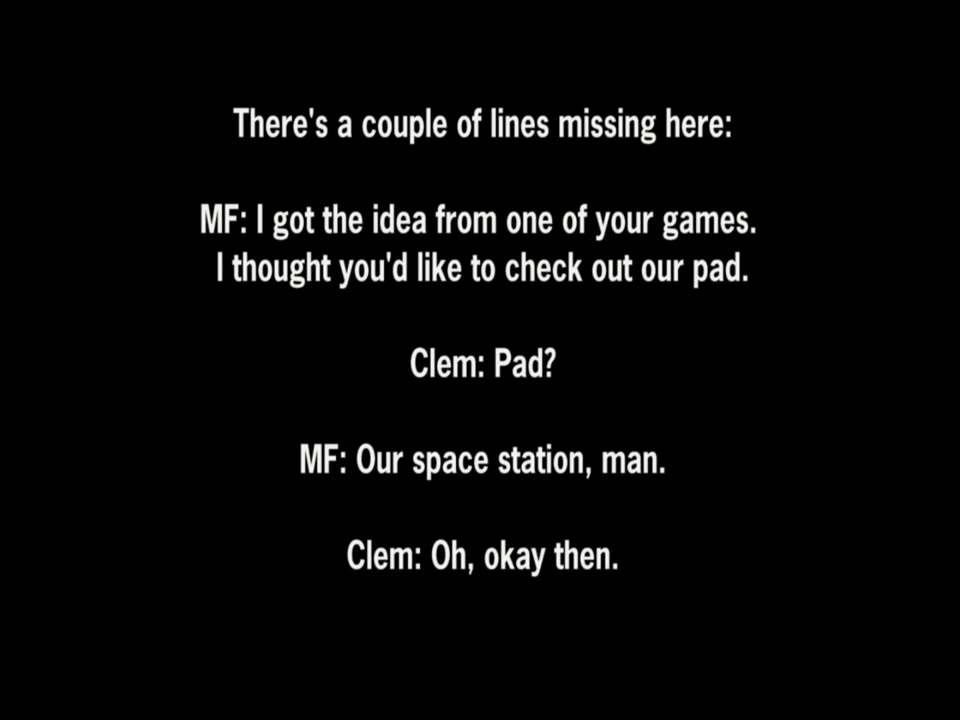 There's a couple of lines missing here:
MF: I got the idea from one of your games.
I thought you'd like to check out our pad.
Clem: Pad?
MF: Our space station, man.
Clem: Oh, okay then.